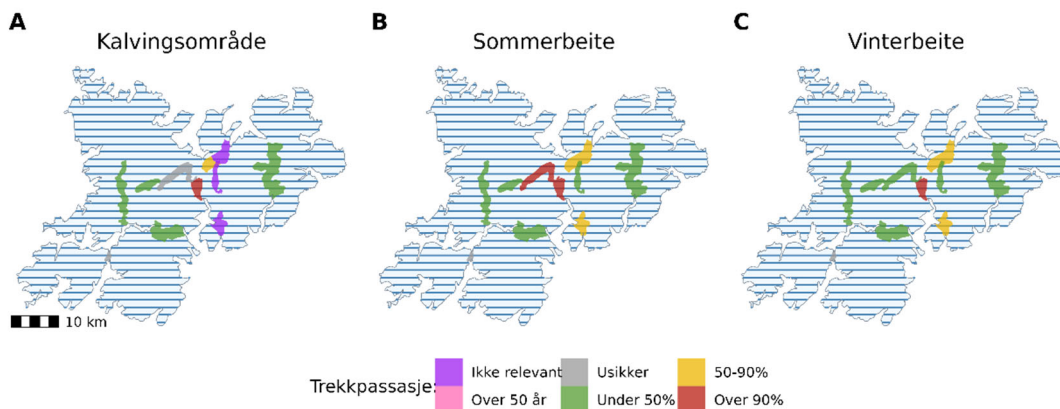 A B C
Kalvingsområde Sommerbeite Vinterbeite
10 km
Trekkpassasje:
Ikke relevant Usikker 50-90%
Over 50 år Under 50% Over 90%